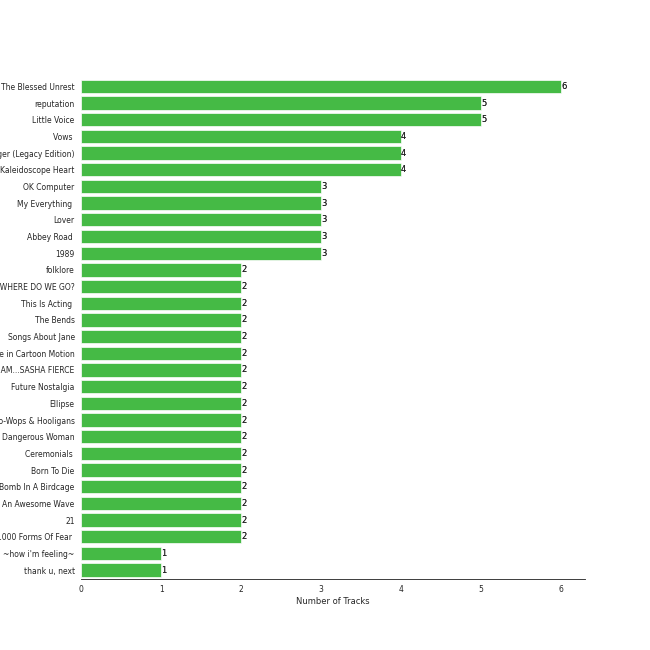 The Blessed Unrest 6
reputation 5
Little Voice 5
Vows 4
ger (Legacy Edition) 4
Kaleidoscope Heart 4
OK Computer 3
My Everything 3
Lover 3
Abbey Road 3
1989 3
folklore 2
WHERE DO WE GO? 2
This Is Acting 2
The Bends 2
Songs About Jane 2
e in Cartoon Motion 2
AM...SASHA FIERCE 2
Future Nostalgia 2
Ellipse 2
o-Wops & Hooligans 2
Dangerous Woman 2
Ceremonials 2
Born To Die 2
Bomb In A Birdcage 2
An Awesome Wave 2
21 2
000 Forms Of Fear 2
~how i'm feeling~ 1
thank u, next 1
0 1 2 3 4 5 6
Number of Tracks